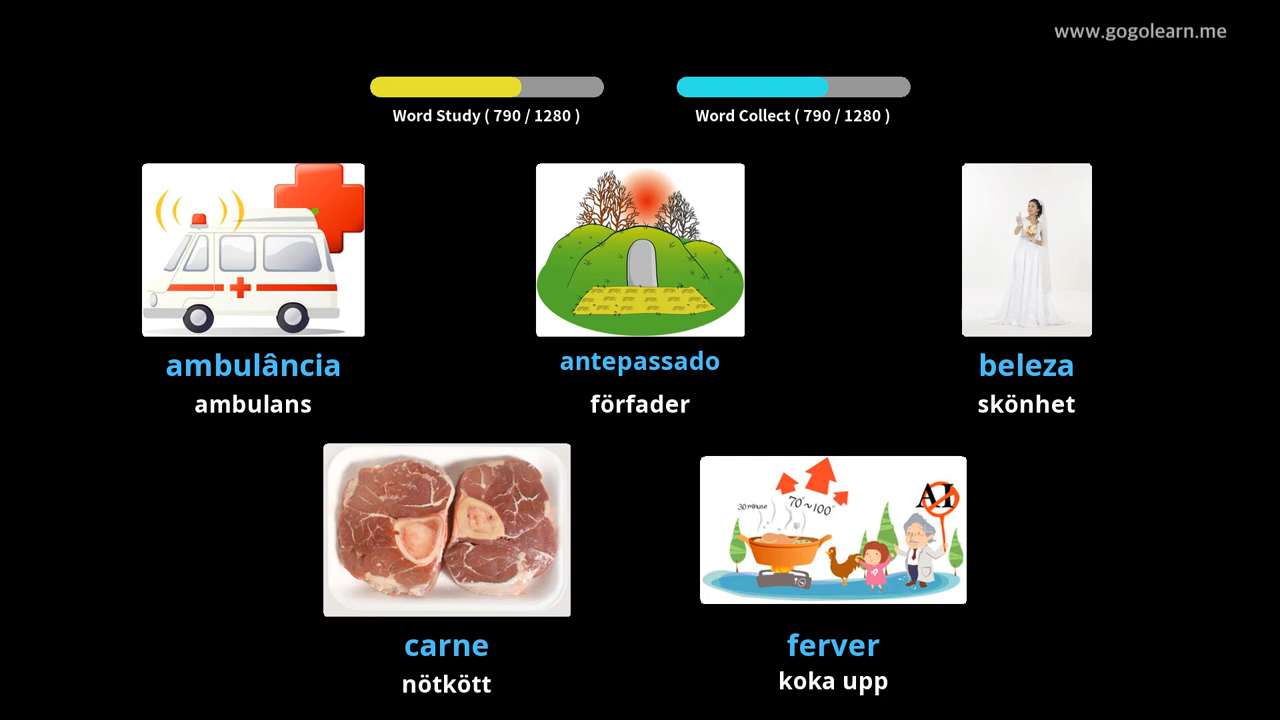 www.gogolearn.me
Word Study ( 790 / 1280 )
Word Collect ( 790 / 1280 )
ambulância
ambulans
antepassado
förfader
beleza
skönhet
30 minute
70°~100°
AI
carne
nötkött
ferver
koka upp